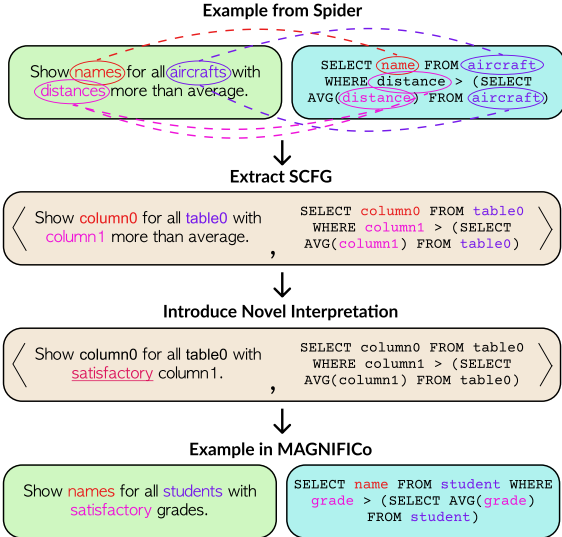 Example from Spider
Show names for all aircrafts with
distances more than average.
SELECT name FROM aircraft
WHERE distance > (SELECT
AVG(distance) FROM aircraft)
Extract SCFG
Show column0 for all table0 with
column1 more than average.
,
SELECT column0 FROM table0
WHERE column1 > (SELECT
AVG(column1) FROM table0)
Introduce Novel Interpretation
Show column0 for all table0 with
satisfactory column1.
,
SELECT column0 FROM table0
WHERE column1 > (SELECT
AVG(column1) FROM table0)
Example in MAGNIFICo
Show names for all students with
satisfactory grades.
SELECT name FROM student WHERE
grade > (SELECT AVG(grade)
FROM student)